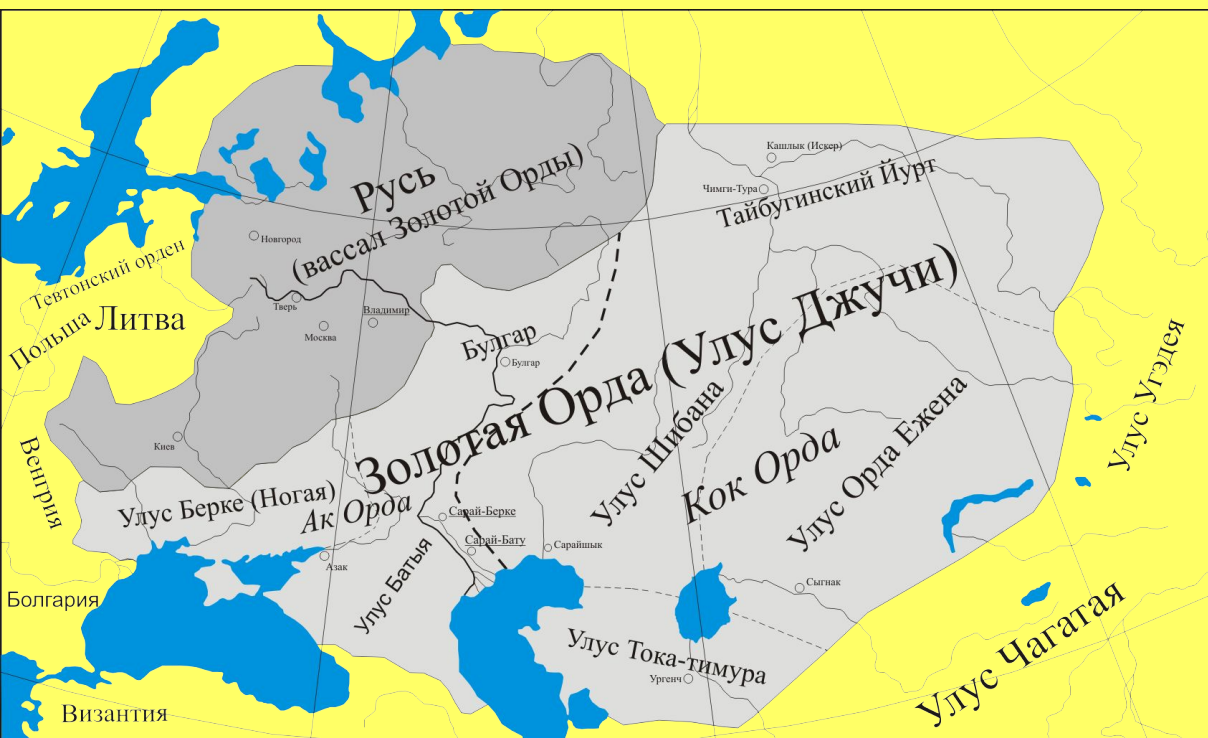 Кашлык (Искер)
Чимги-Тура
Тайбугинский Йурт
Русь
(вассал Золотой Орды)
Новгород
Тевтонский орден
Польша
Литва
Тверь
Москва
Владимир
Булгар
Булгар
Золотая Орда (Улус Джучи)
Улус Угэдея
Венгрия
Киев
Улус Берке (Ногая)
Ак Орда
Улус Шибана
Кок Орда
Улус Орда Ежена
Сарай-Берке
Сарай-Бату
Сарайшык
Азак
Улус Батыя
Сыгнак
Болгария
Улус Тока-тимура
Ургенч
Улус Чагатая
Византия